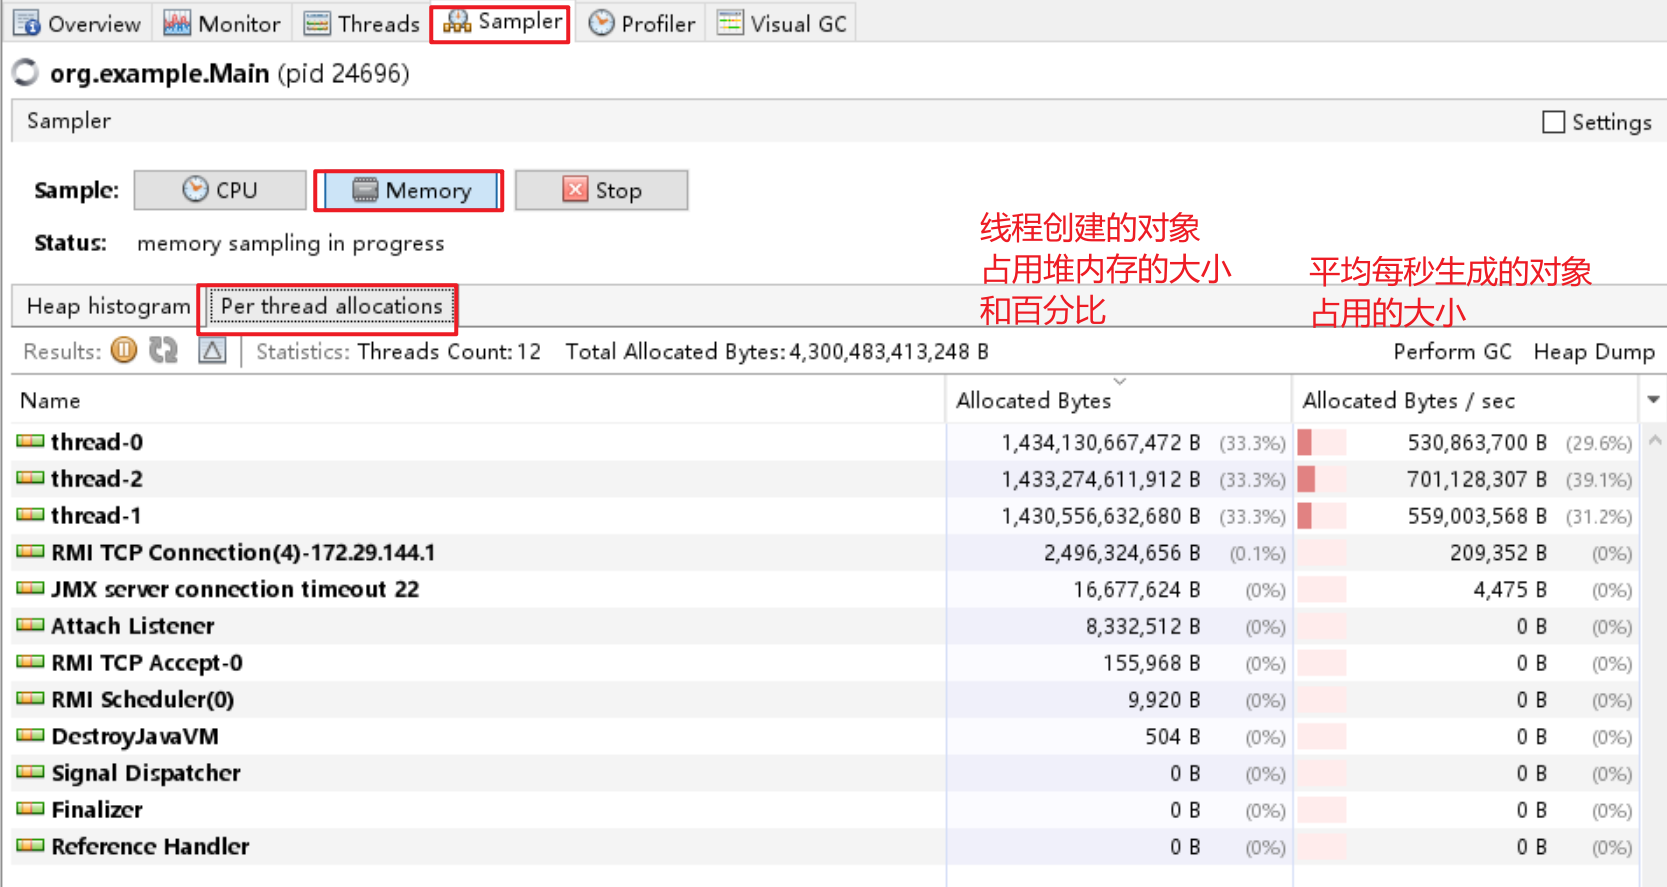 Overview Monitor Threads Sampler Profiler Visual GC
org.example.Main (pid 24696)
Sampler Settings
Sample: CPU Memory Stop
Status: memory sampling in progress
线程创建的对象
占用堆内存的大小
和百分比
平均每秒生成的对象
占用的大小
Heap histogram Per thread allocations
Results: Statistics: Threads Count: 12 Total Allocated Bytes: 4,300,483,413,248 B Perform GC Heap Dump
Name Allocated Bytes Allocated Bytes / sec
thread-0 1,434,130,667,472 B (33.3%) 530,863,700 B (29.6%)
thread-2 1,433,274,611,912 B (33.3%) 701,128,307 B (39.1%)
thread-1 1,430,556,632,680 B (33.3%) 559,003,568 B (31.2%)
RMI TCP Connection(4)-172.29.144.1 2,496,324,656 B (0.1%) 209,352 B (0%)
JMX server connection timeout 22 16,677,624 B (0%) 4,475 B (0%)
Attach Listener 8,332,512 B (0%) 0 B (0%)
RMI TCP Accept-0 155,968 B (0%) 0 B (0%)
RMI Scheduler(0) 9,920 B (0%) 0 B (0%)
DestroyJavaVM 504 B (0%) 0 B (0%)
Signal Dispatcher 0 B (0%) 0 B (0%)
Finalizer 0 B (0%) 0 B (0%)
Reference Handler 0 B (0%) 0 B (0%)